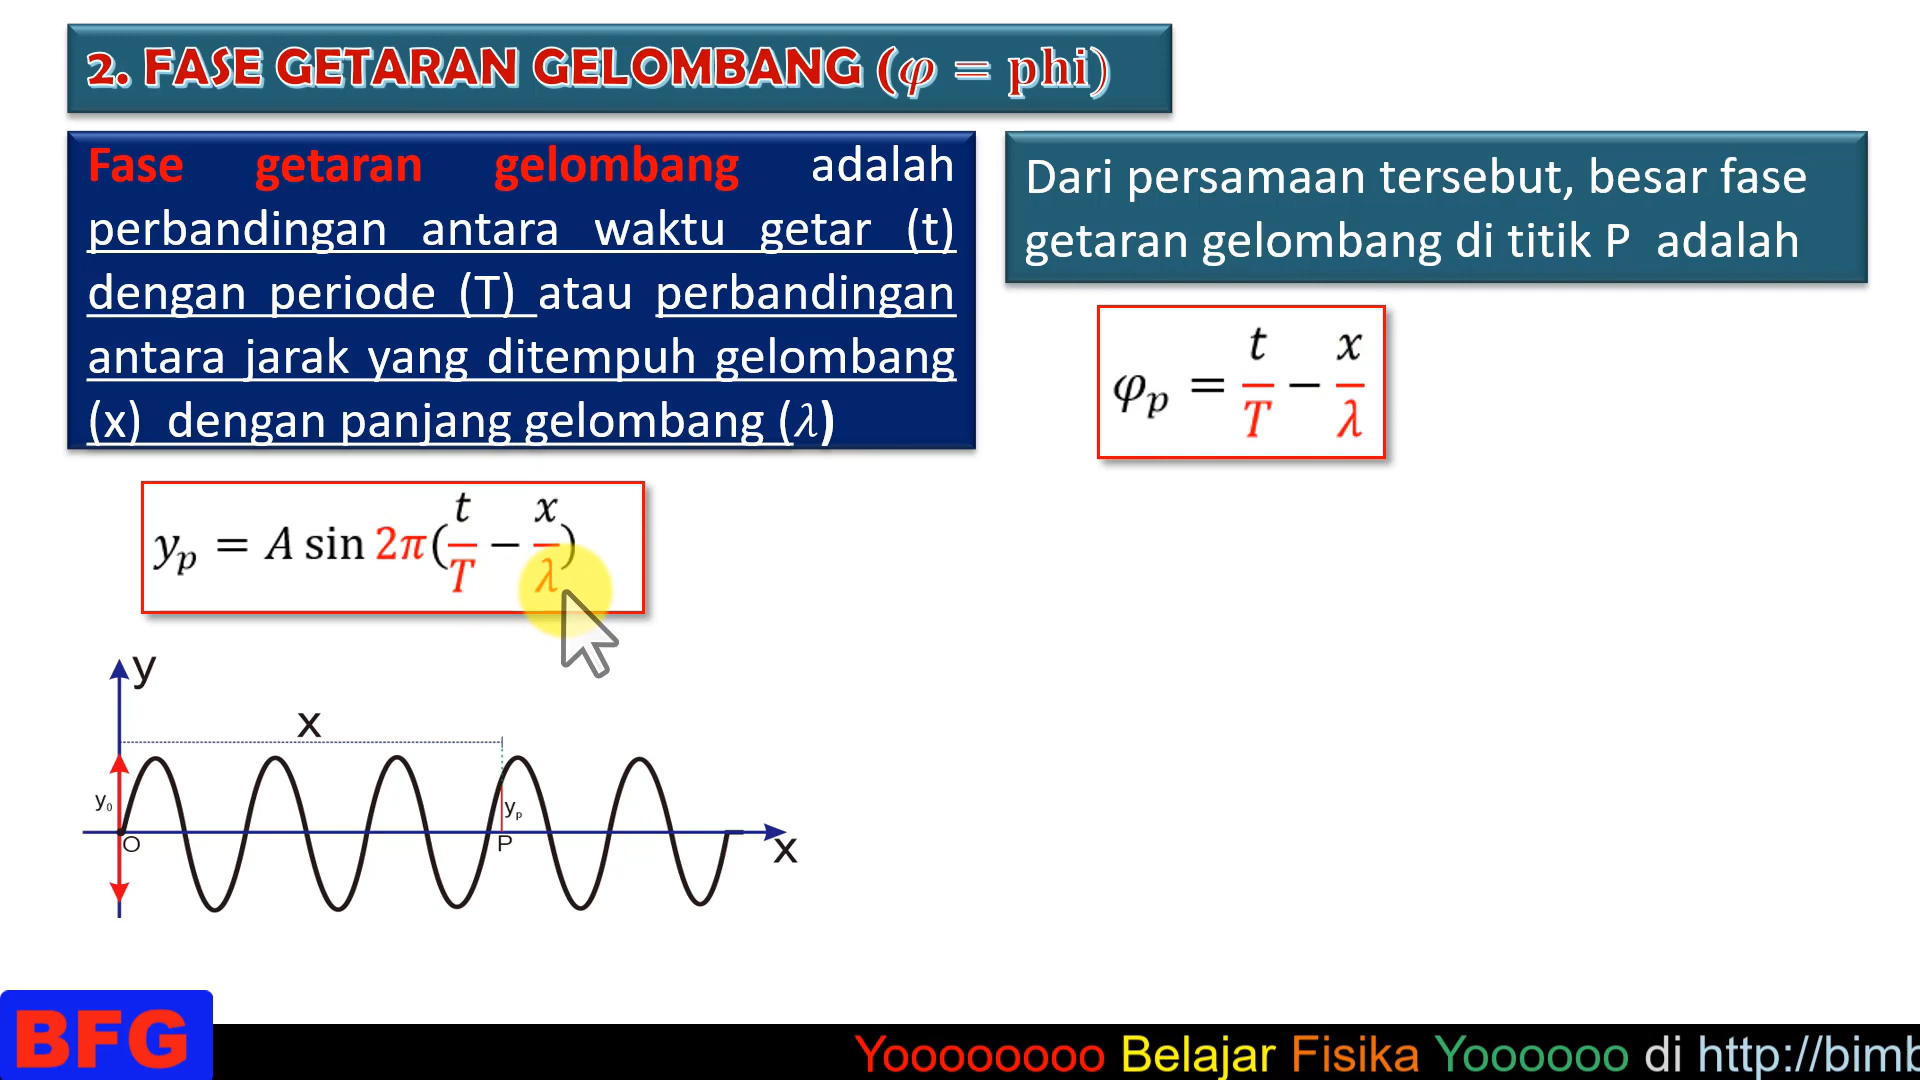 2. FASE GETARAN GELOMBANG (φ = phi)
Fase getaran gelombang adalah
perbandingan antara waktu getar (t)
dengan periode (T) atau perbandingan
antara jarak yang ditempuh gelombang
(x) dengan panjang gelombang (λ)
Dari persamaan tersebut, besar fase
getaran gelombang di titik P adalah
φₚ = t/T − x/λ
yₚ = A sin 2π(t/T − x/λ)
y
x
y₀
yₚ
O
P
x
BFG
Yoooooooo Belajar Fisika Yoooooo di http://bimb